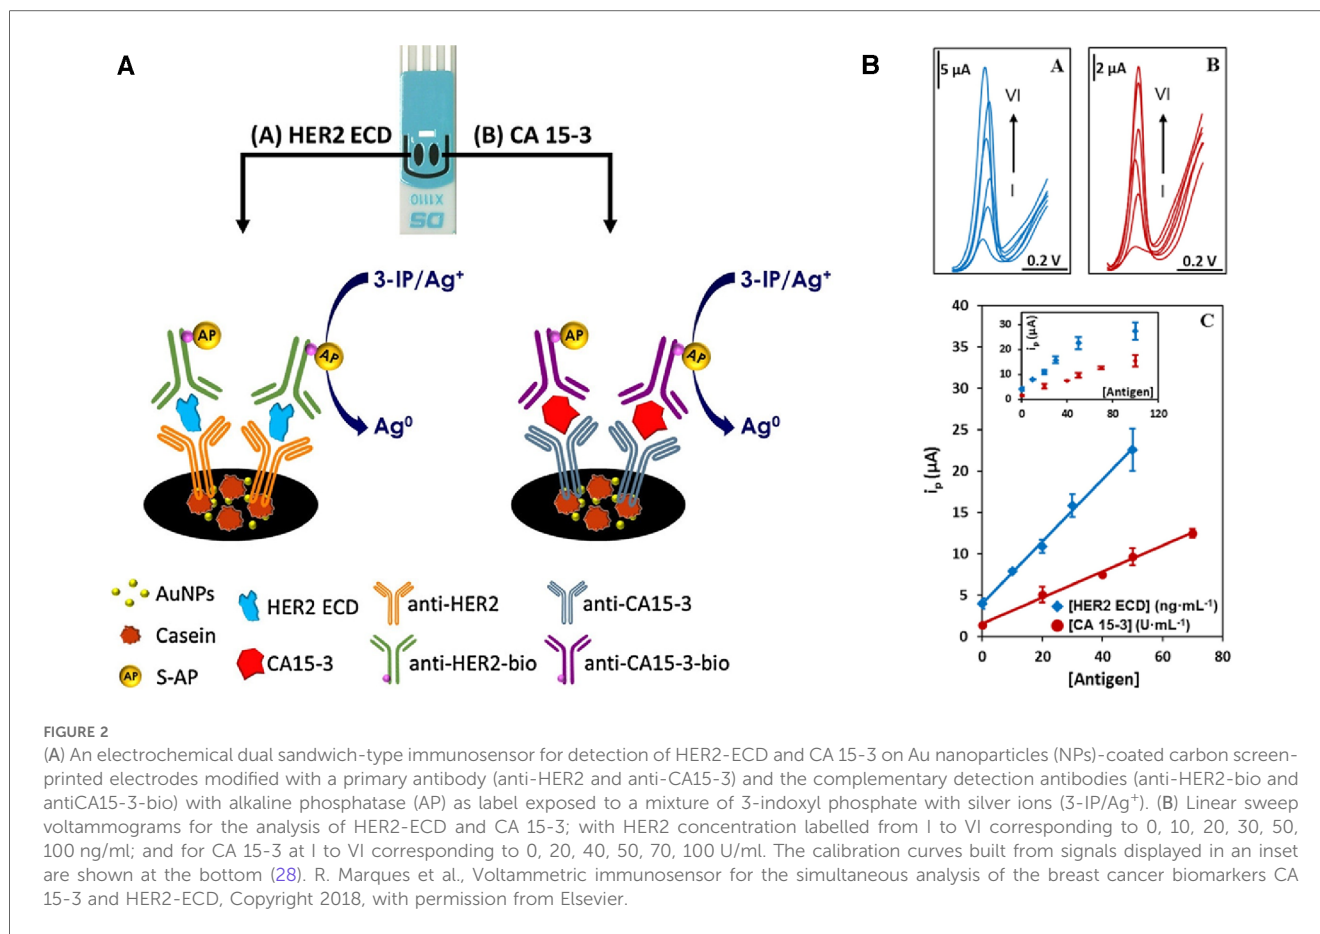 A
(A) HER2 ECD
(B) CA 15-3
X1110
DS
3-IP/Ag⁺
AP
AP
Ag⁰
3-IP/Ag⁺
AP
AP
Ag⁰
AuNPs
HER2 ECD
anti-HER2
anti-CA15-3
Casein
S-AP
AP
CA15-3
anti-HER2-bio
anti-CA15-3-bio
B
5 µA
A
VI
I
0.2 V
2 µA
B
VI
I
0.2 V
C
40
35
30
25
20
15
10
5
0
iₚ (µA)
30
20
10
0
iₚ (µA)
[Antigen]
0 40 80 120
[HER2 ECD] (ng·mL⁻¹)
[CA 15-3] (U·mL⁻¹)
0 20 40 60 80
[Antigen]
FIGURE 2
(A) An electrochemical dual sandwich-type immunosensor for detection of HER2-ECD and CA 15-3 on Au nanoparticles (NPs)-coated carbon screen-
printed electrodes modified with a primary antibody (anti-HER2 and anti-CA15-3) and the complementary detection antibodies (anti-HER2-bio and
antiCA15-3-bio) with alkaline phosphatase (AP) as label exposed to a mixture of 3-indoxyl phosphate with silver ions (3-IP/Ag⁺). (B) Linear sweep
voltammograms for the analysis of HER2-ECD and CA 15-3; with HER2 concentration labelled from I to VI corresponding to 0, 10, 20, 30, 50,
100 ng/ml; and for CA 15-3 at I to VI corresponding to 0, 20, 40, 50, 70, 100 U/ml. The calibration curves built from signals displayed in an inset
are shown at the bottom (28). R. Marques et al., Voltammetric immunosensor for the simultaneous analysis of the breast cancer biomarkers CA
15-3 and HER2-ECD, Copyright 2018, with permission from Elsevier.